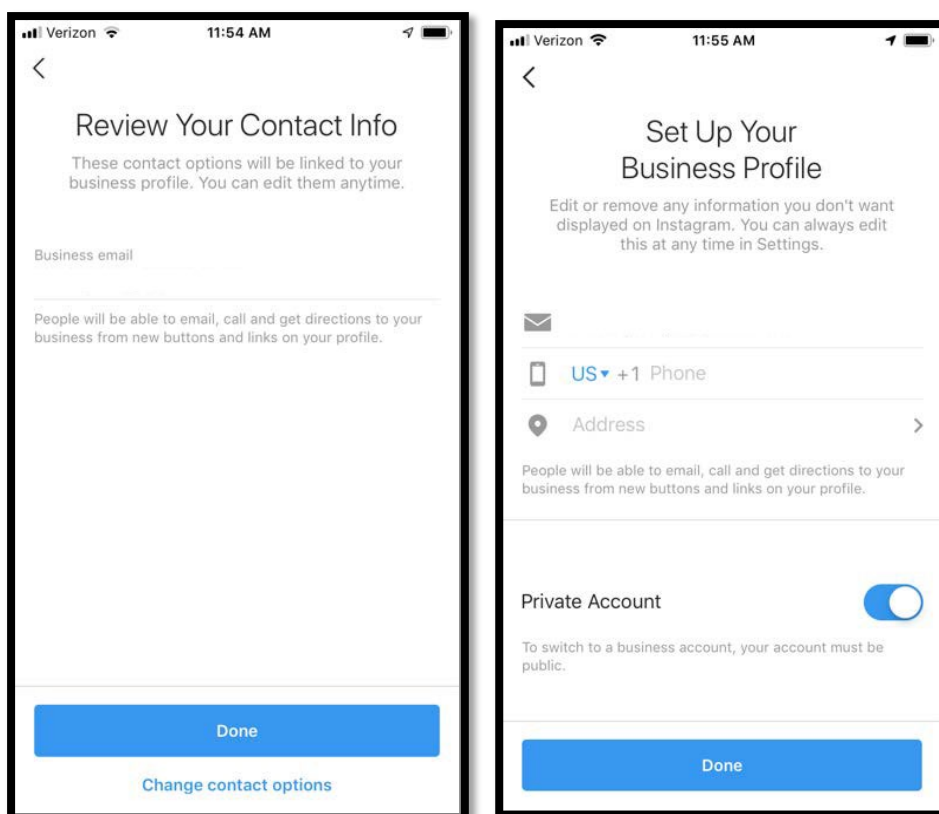 Verizon 11:54 AM
Review Your Contact Info
These contact options will be linked to your
business profile. You can edit them anytime.
Business email
People will be able to email, call and get directions to your
business from new buttons and links on your profile.
Done
Change contact options
Verizon 11:55 AM
Set Up Your
Business Profile
Edit or remove any information you don't want
displayed on Instagram. You can always edit
this at any time in Settings.
US +1 Phone
Address
People will be able to email, call and get directions to your
business from new buttons and links on your profile.
Private Account
To switch to a business account, your account must be
public.
Done